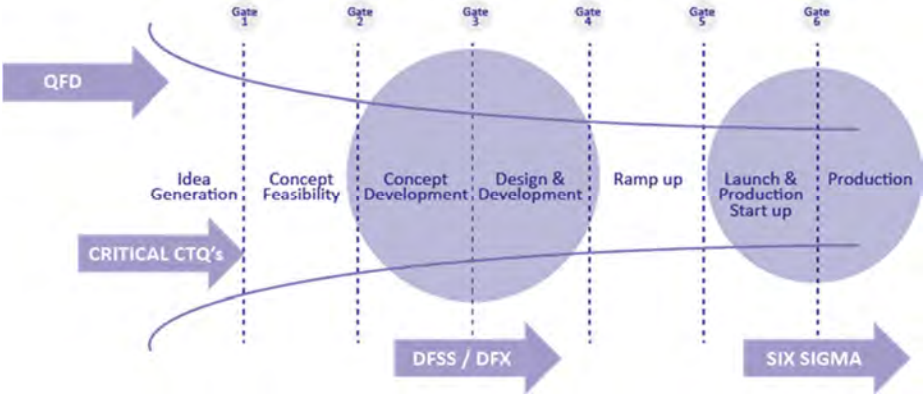 Gate
1
Gate
2
Gate
3
Gate
4
Gate
5
Gate
6
QFD
Idea
Generation
Concept
Feasibility
Concept
Development
Design &
Development
Ramp up
Launch &
Production
Start up
Production
CRITICAL CTQ's
DFSS / DFX
SIX SIGMA